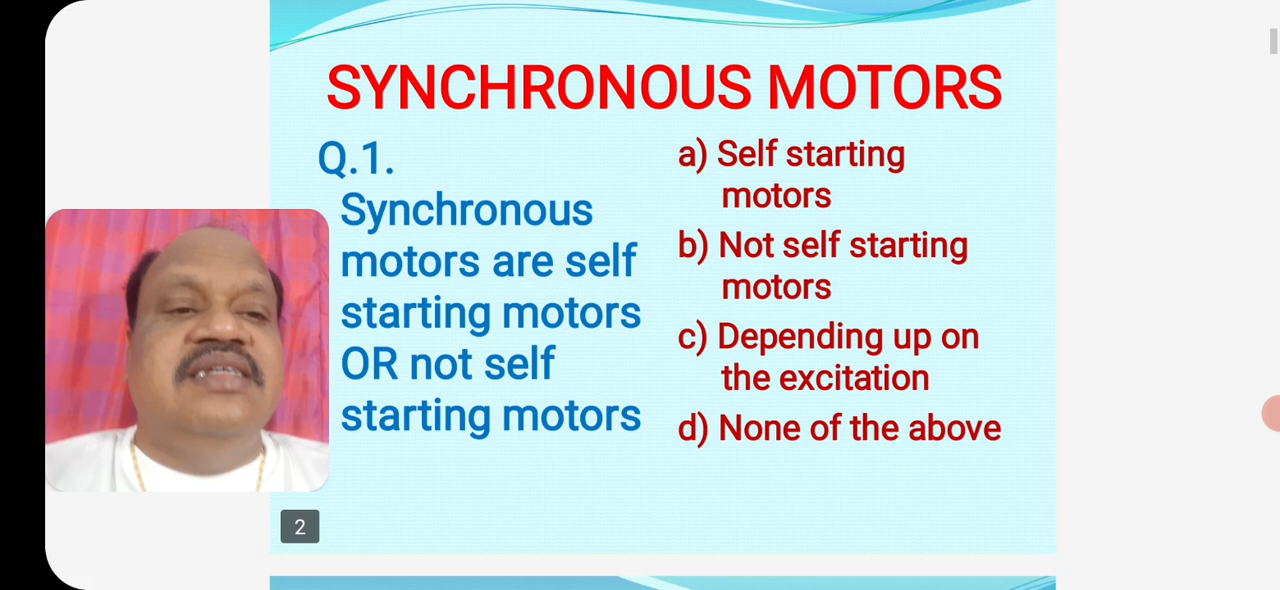 SYNCHRONOUS MOTORS
Q.1.
Synchronous
motors are self
starting motors
OR not self
starting motors
a) Self starting
motors
b) Not self starting
motors
c) Depending up on
the excitation
d) None of the above
2